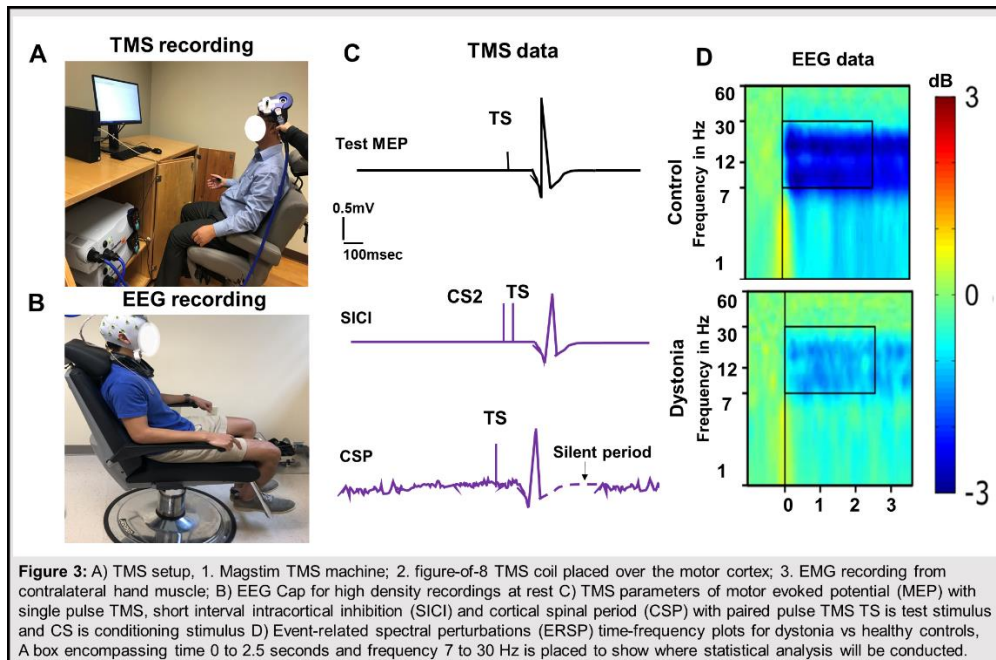 A
TMS recording
B
EEG recording
C
TMS data
TS
Test MEP
0.5mV
100msec
CS2 TS
SICI
TS
CSP
Silent period
D
EEG data
dB
3
0
-3
Control
Frequency in Hz
60
30
12
7
1
Dystonia
Frequency in Hz
60
30
12
7
1
0 1 2 3
Figure 3: A) TMS setup, 1. Magstim TMS machine; 2. figure-of-8 TMS coil placed over the motor cortex; 3. EMG recording from
contralateral hand muscle; B) EEG Cap for high density recordings at rest C) TMS parameters of motor evoked potential (MEP) with
single pulse TMS, short interval intracortical inhibition (SICI) and cortical spinal period (CSP) with paired pulse TMS TS is test stimulus
and CS is conditioning stimulus D) Event-related spectral perturbations (ERSP) time-frequency plots for dystonia vs healthy controls,
A box encompassing time 0 to 2.5 seconds and frequency 7 to 30 Hz is placed to show where statistical analysis will be conducted.